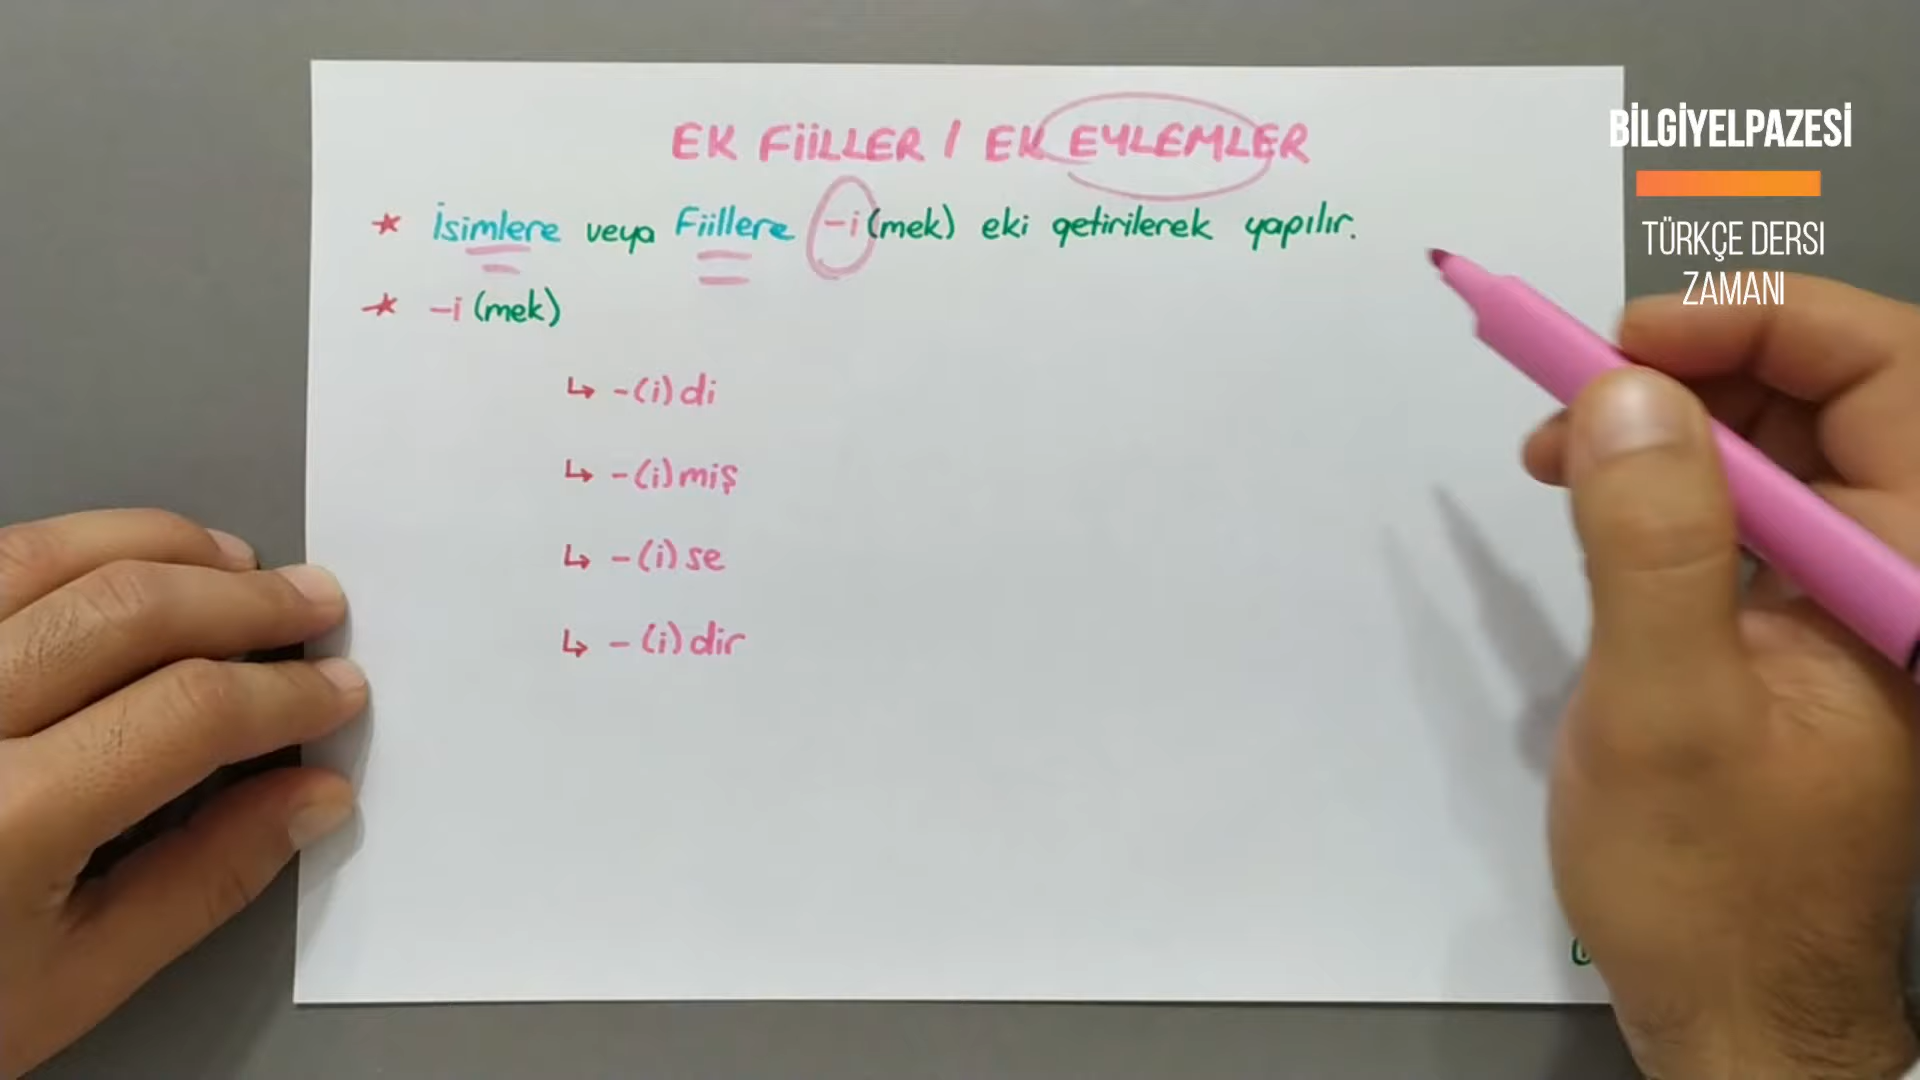 EK FİİLLER / EK EYLEMLER
* İsimlere veya Fiillere -i (mek) eki getirilerek yapılır.
* -i (mek)
↳ -(i) di
↳ -(i) miş
↳ -(i) se
↳ -(i) dir
BİLGİYELPAZESİ
TÜRKÇE DERSI
ZAMANI